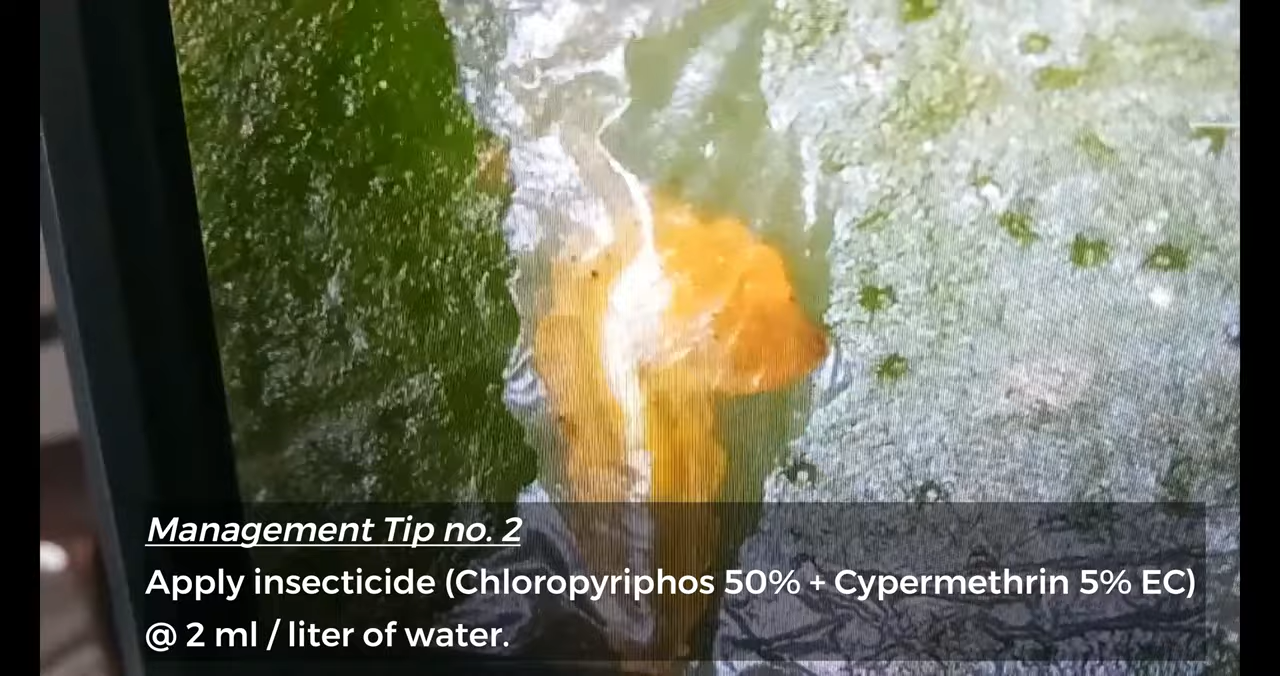 Management Tip no. 2
Apply insecticide (Chloropyriphos 50% + Cypermethrin 5% EC)
@ 2 ml / liter of water.